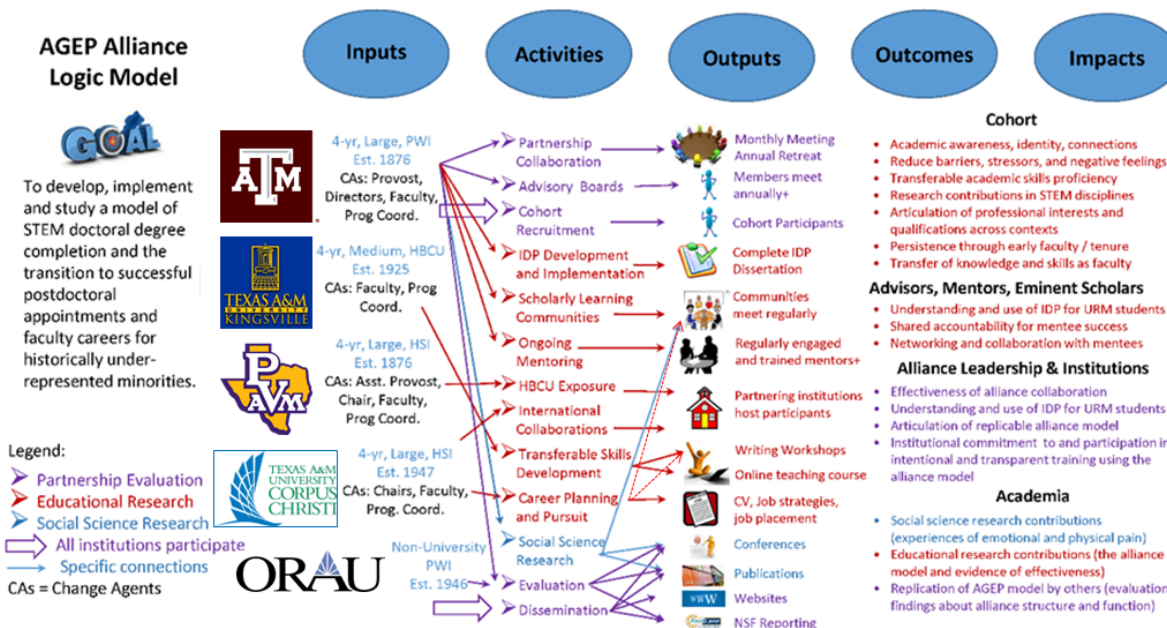 AGEP Alliance
Logic Model
Inputs
Activities
Outputs
Outcomes
Impacts
GOAL
To develop, implement
and study a model of
STEM doctoral degree
completion and the
transition to successful
postdoctoral
appointments and
faculty careers for
historically under-
represented minorities.
Legend:
Partnership Evaluation
Educational Research
Social Science Research
All institutions participate
Specific connections
CAs = Change Agents
ATM
TEXAS A&M
UNIVERSITY
KINGSVILLE
PVAM
TEXAS A&M
UNIVERSITY
CORPUS
CHRISTI
ORAU
4-yr, Large, PWI
Est. 1876
CAs: Provost,
Directors, Faculty,
Prog Coord.
4-yr, Medium, HBCU
Est. 1925
CAs: Faculty, Prog
Coord.
4-yr, Large, HSI
Est. 1876
CAs: Asst. Provost,
Chair, Faculty,
Prog Coord.
4-yr, Large, HSI
Est. 1947
CAs: Chairs, Faculty,
Prog. Coord.
Non-University
PWI
Est. 1946
Partnership
Collaboration
Advisory Boards
Cohort
Recruitment
IDP Development
and Implementation
Scholarly Learning
Communities
Ongoing
Mentoring
HBCU Exposure
International
Collaborations
Transferable Skills
Development
Career Planning
and Pursuit
Social Science
Research
Evaluation
Dissemination
Monthly Meeting
Annual Retreat
Members meet
annually+
Cohort Participants
Complete IDP
Dissertation
Communities
meet regularly
Regularly engaged
and trained mentors+
Partnering institutions
host participants
Writing Workshops
Online teaching course
CV, Job strategies,
job placement
Conferences
Publications
WWW
Websites
NSF Reporting
Cohort
• Academic awareness, identity, connections
• Reduce barriers, stressors, and negative feelings
• Transferable academic skills proficiency
• Research contributions in STEM disciplines
• Articulation of professional interests and
qualifications across contexts
• Persistence through early faculty / tenure
• Transfer of knowledge and skills as faculty
Advisors, Mentors, Eminent Scholars
• Understanding and use of IDP for URM students
• Shared accountability for mentee success
• Networking and collaboration with mentees
Alliance Leadership & Institutions
• Effectiveness of alliance collaboration
• Understanding and use of IDP for URM students
• Articulation of replicable alliance model
• Institutional commitment to and participation in
intentional and transparent training using the
alliance model
Academia
• Social science research contributions
(experiences of emotional and physical pain)
• Educational research contributions (the alliance
model and evidence of effectiveness)
• Replication of AGEP model by others (evaluation
findings about alliance structure and function)